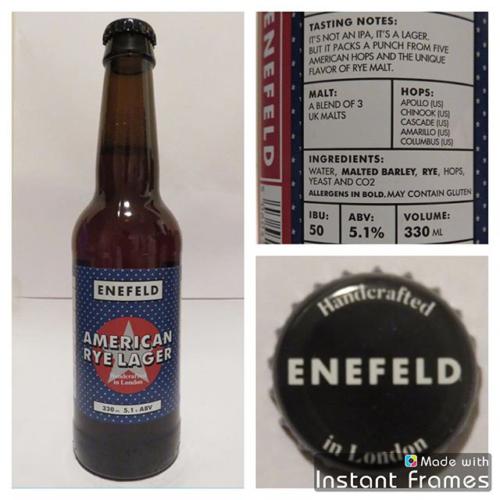 ENEFELD
AMERICAN
RYE LAGER
Handcrafted
in London
330 ML 5.1% ABV
ENEFELD
TASTING NOTES:
IT'S NOT AN IPA, IT'S A LAGER.
BUT IT PACKS A PUNCH FROM FIVE
AMERICAN HOPS AND THE UNIQUE
FLAVOR OF RYE MALT.
MALT:
A BLEND OF 3
UK MALTS
HOPS:
APOLLO (US)
CHINOOK (US)
CASCADE (US)
AMARILLO (US)
COLUMBUS (US)
INGREDIENTS:
WATER, MALTED BARLEY, RYE, HOPS,
YEAST AND CO2
ALLERGENS IN BOLD. MAY CONTAIN GLUTEN
IBU:
50
ABV:
5.1%
VOLUME:
330 ML
Handcrafted
ENEFELD
in London
Made with
Instant Frames